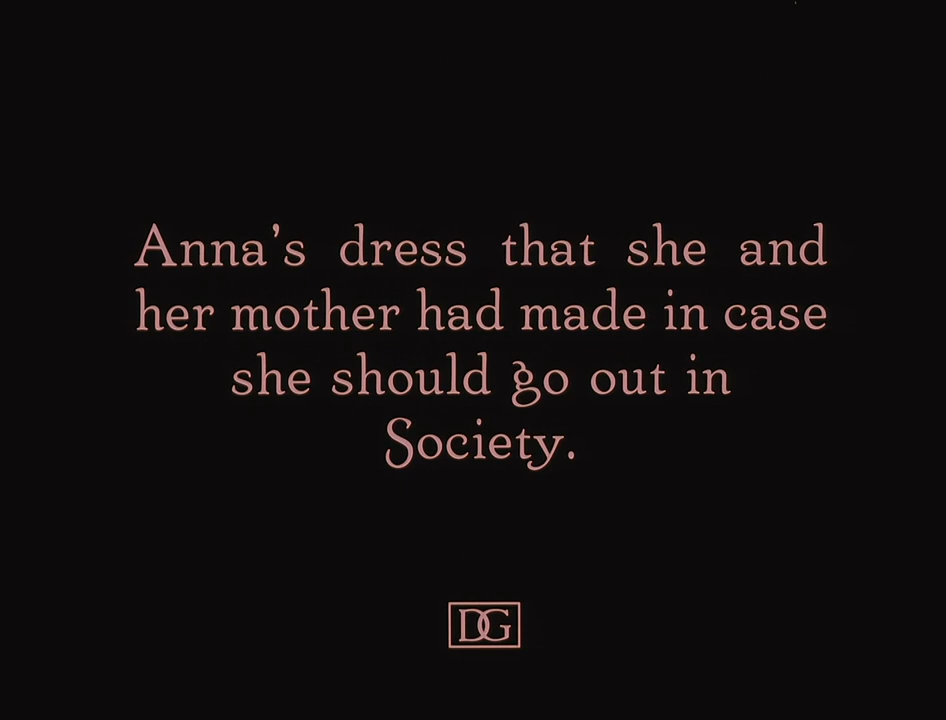 Anna’s dress that she and
her mother had made in case
she should go out in
Society.
DG